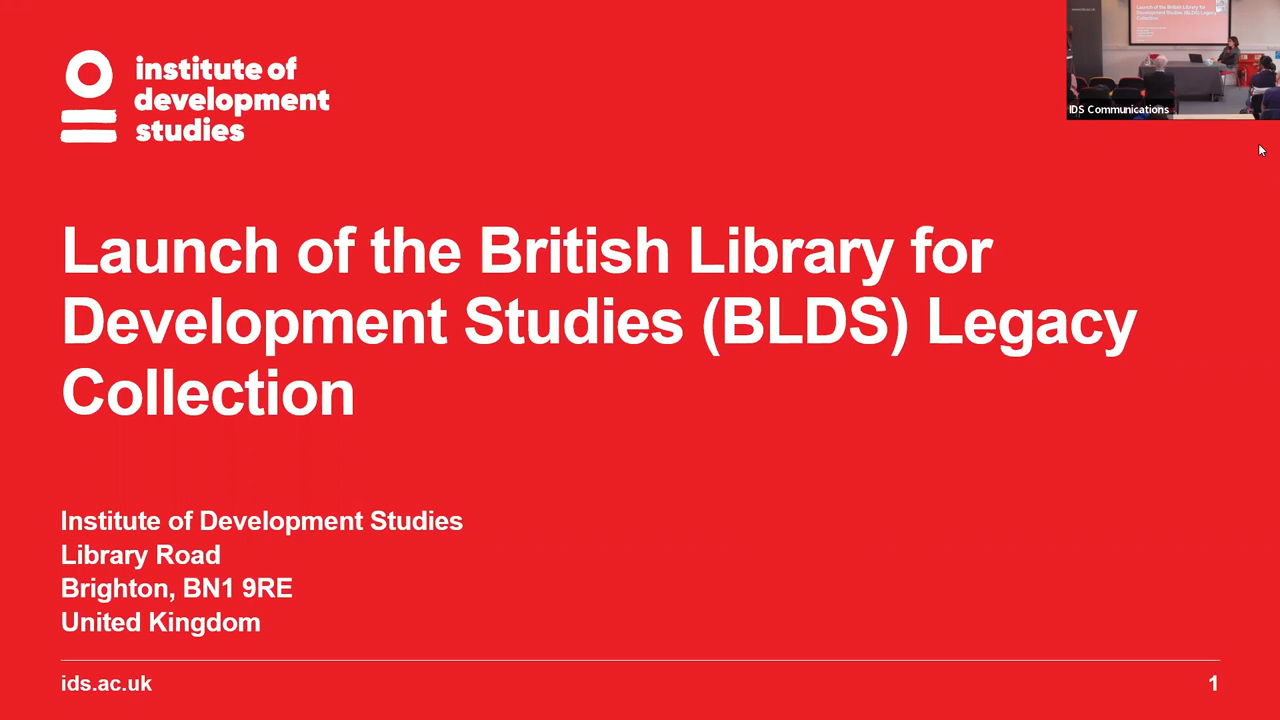 institute of
development
studies
IDS Communications
Launch of the British Library for
Development Studies (BLDS) Legacy
Collection
Institute of Development Studies
Library Road
Brighton, BN1 9RE
United Kingdom
ids.ac.uk
1